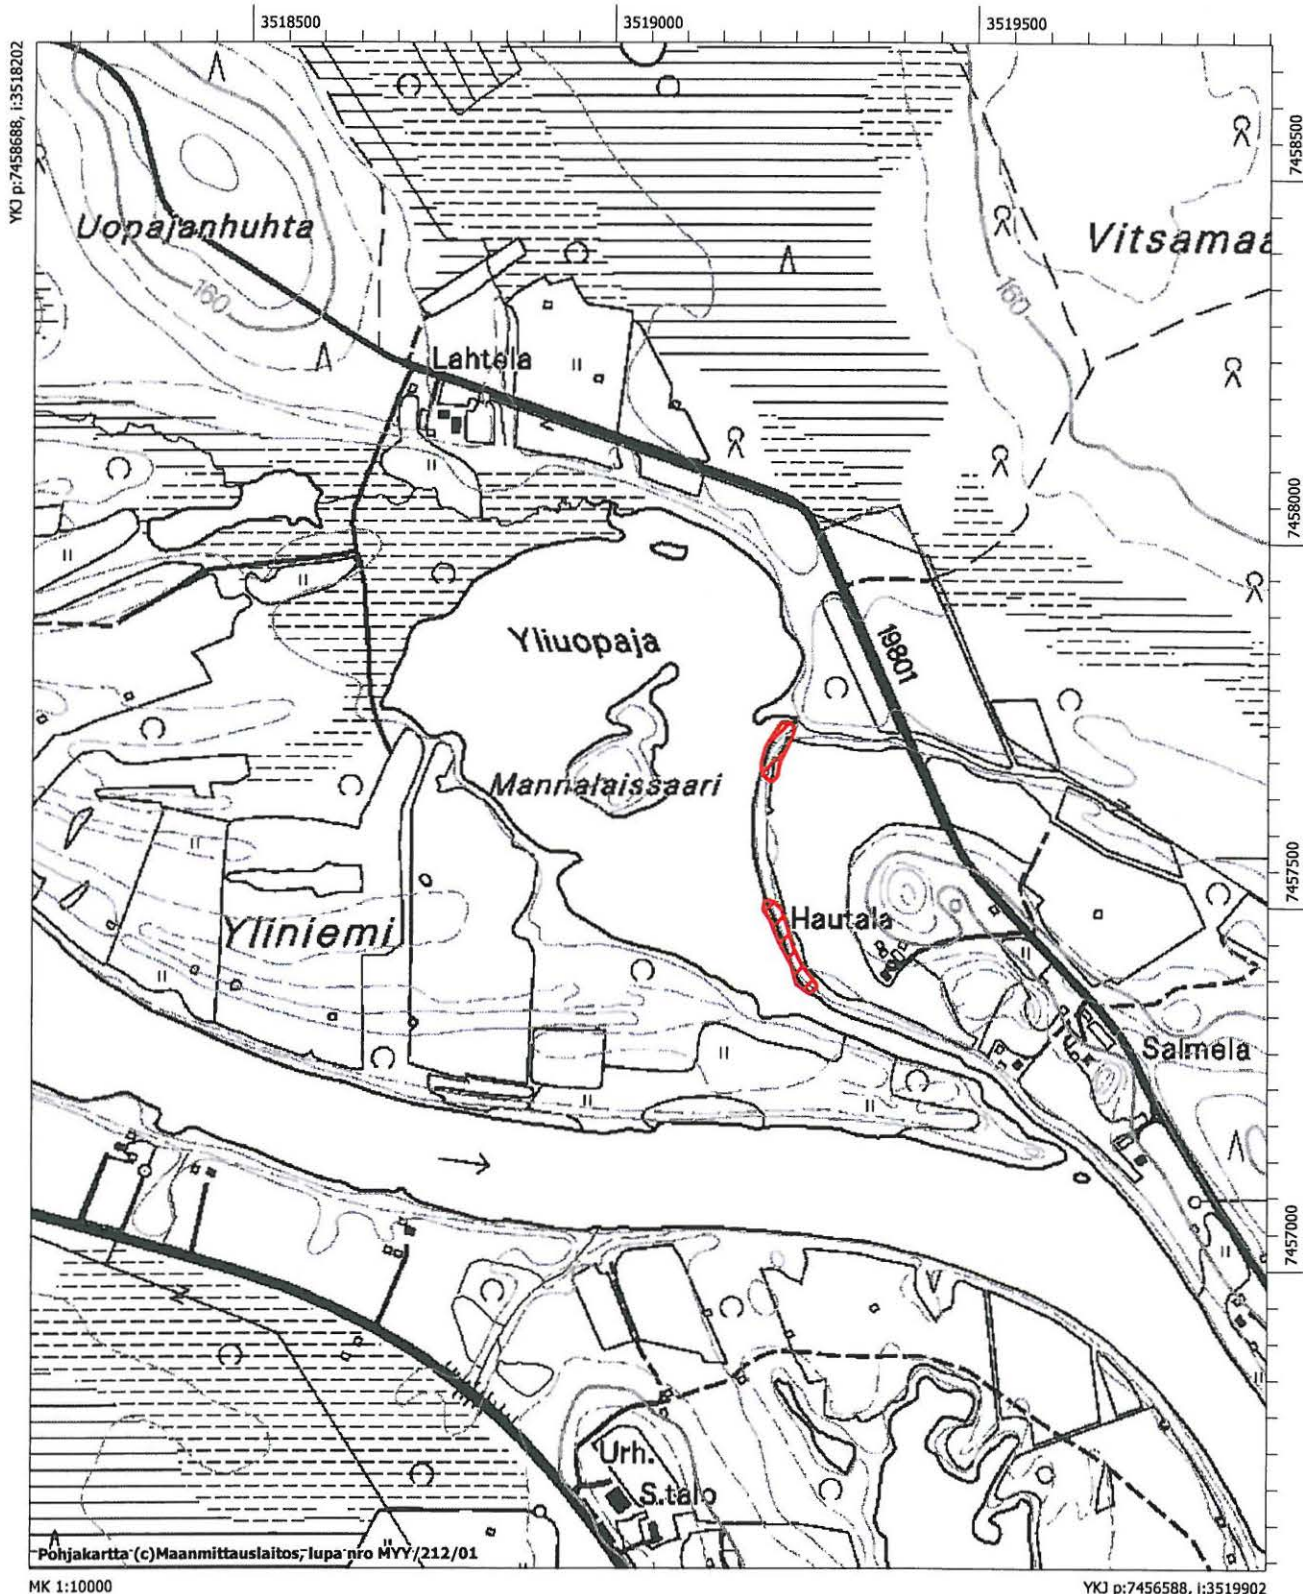 3518500
3519000
3519500
YKJ p:7458688, i:3518202
7458500
Uopajanhuhta
Vitsamaa
160
160
Lahtela
7458000
Yliuopaja
19801
Mannalaissaari
7457500
Hautala
Yliniemi
Salmela
7457000
Urh.
S.talo
Pohjakartta (c)Maanmittauslaitos, lupa nro MYY/212/01
MK 1:10000
YKJ p:7456588, i:3519902